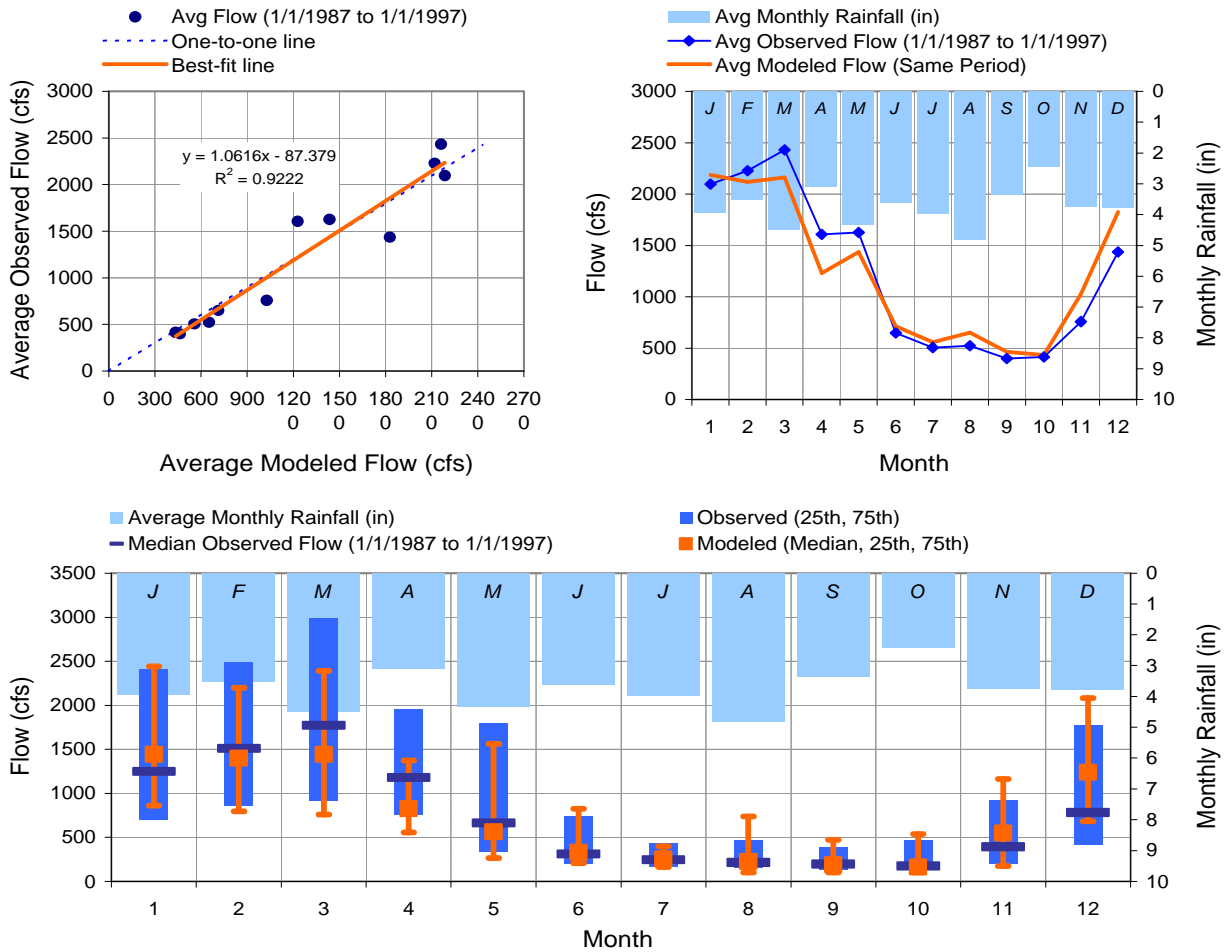 Avg Flow (1/1/1987 to 1/1/1997)
One-to-one line
Best-fit line
Average Observed Flow (cfs)
3000
2500
2000
1500
1000
500
0
y = 1.0616x - 87.379
R² = 0.9222
0 300 600 900 120 150 180 210 240 270
0 0 0 0 0 0
Average Modeled Flow (cfs)
Avg Monthly Rainfall (in)
Avg Observed Flow (1/1/1987 to 1/1/1997)
Avg Modeled Flow (Same Period)
Flow (cfs)
3000
2500
2000
1500
1000
500
0
J F M A M J J A S O N D
0
1
2
3
4
5
6
7
8
9
10
Monthly Rainfall (in)
1 2 3 4 5 6 7 8 9 10 11 12
Month
Average Monthly Rainfall (in)
Median Observed Flow (1/1/1987 to 1/1/1997)
Observed (25th, 75th)
Modeled (Median, 25th, 75th)
Flow (cfs)
3500
3000
2500
2000
1500
1000
500
0
J F M A M J J A S O N D
0
1
2
3
4
5
6
7
8
9
10
Monthly Rainfall (in)
1 2 3 4 5 6 7 8 9 10 11 12
Month